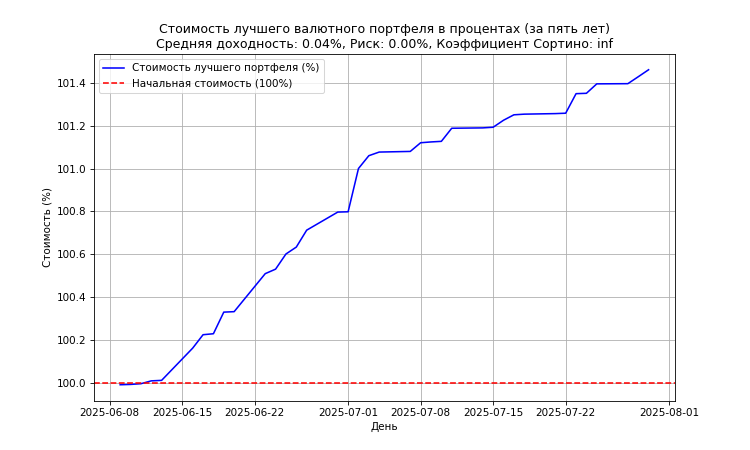 Стоимость лучшего валютного портфеля в процентах (за пять лет)
Средняя доходность: 0.04%, Риск: 0.00%, Коэффициент Сортино: inf
Стоимость лучшего портфеля (%)
Начальная стоимость (100%)
Стоимость (%)
101.4
101.2
101.0
100.8
100.6
100.4
100.2
100.0
2025-06-08
2025-06-15
2025-06-22
2025-07-01
2025-07-08
2025-07-15
2025-07-22
2025-08-01
День